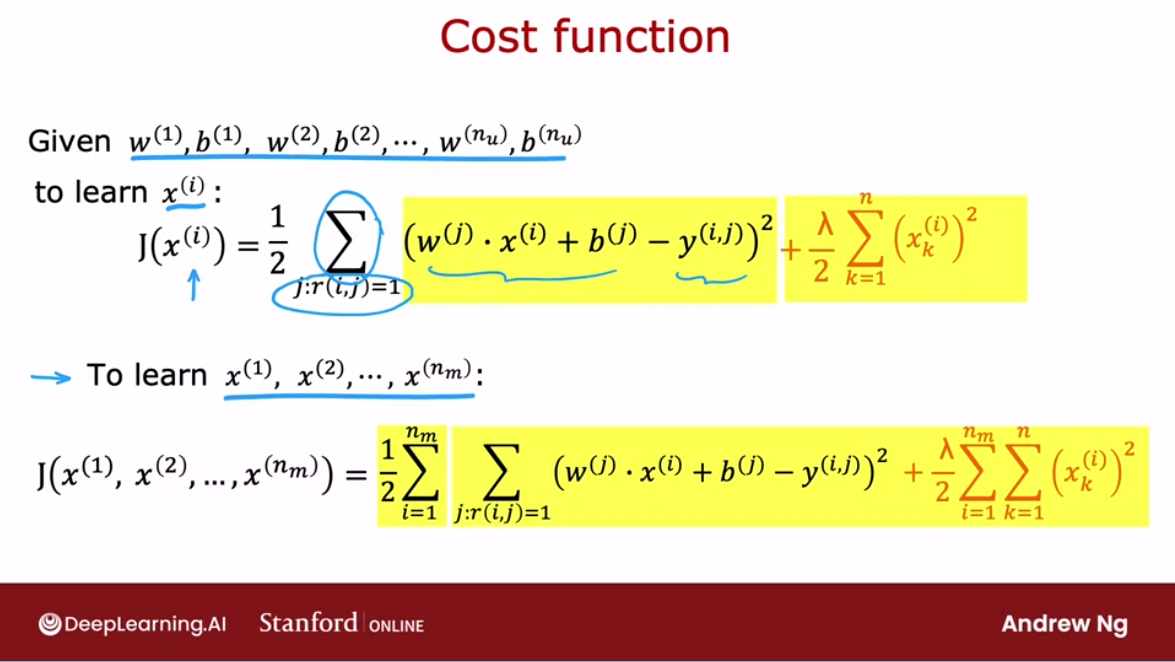 Cost function
Given w⁽¹⁾, b⁽¹⁾, w⁽²⁾, b⁽²⁾, ⋯, w⁽ⁿᵤ⁾, b⁽ⁿᵤ⁾
to learn x⁽ⁱ⁾ :
J(x⁽ⁱ⁾) = 1/2 ∑_{j:r(i,j)=1} (w⁽ʲ⁾ · x⁽ⁱ⁾ + b⁽ʲ⁾ − y⁽ⁱ,ʲ⁾)² + λ/2 ∑_{k=1}^{n} (x_k⁽ⁱ⁾)²
→ To learn x⁽¹⁾, x⁽²⁾, ⋯, x^{(n_m)}:
J(x⁽¹⁾, x⁽²⁾, …, x^{(n_m)}) = 1/2 ∑_{i=1}^{n_m} ∑_{j:r(i,j)=1} (w⁽ʲ⁾ · x⁽ⁱ⁾ + b⁽ʲ⁾ − y⁽ⁱ,ʲ⁾)² + λ/2 ∑_{i=1}^{n_m} ∑_{k=1}^{n} (x_k⁽ⁱ⁾)²
DeepLearning.AI Stanford | ONLINE Andrew Ng